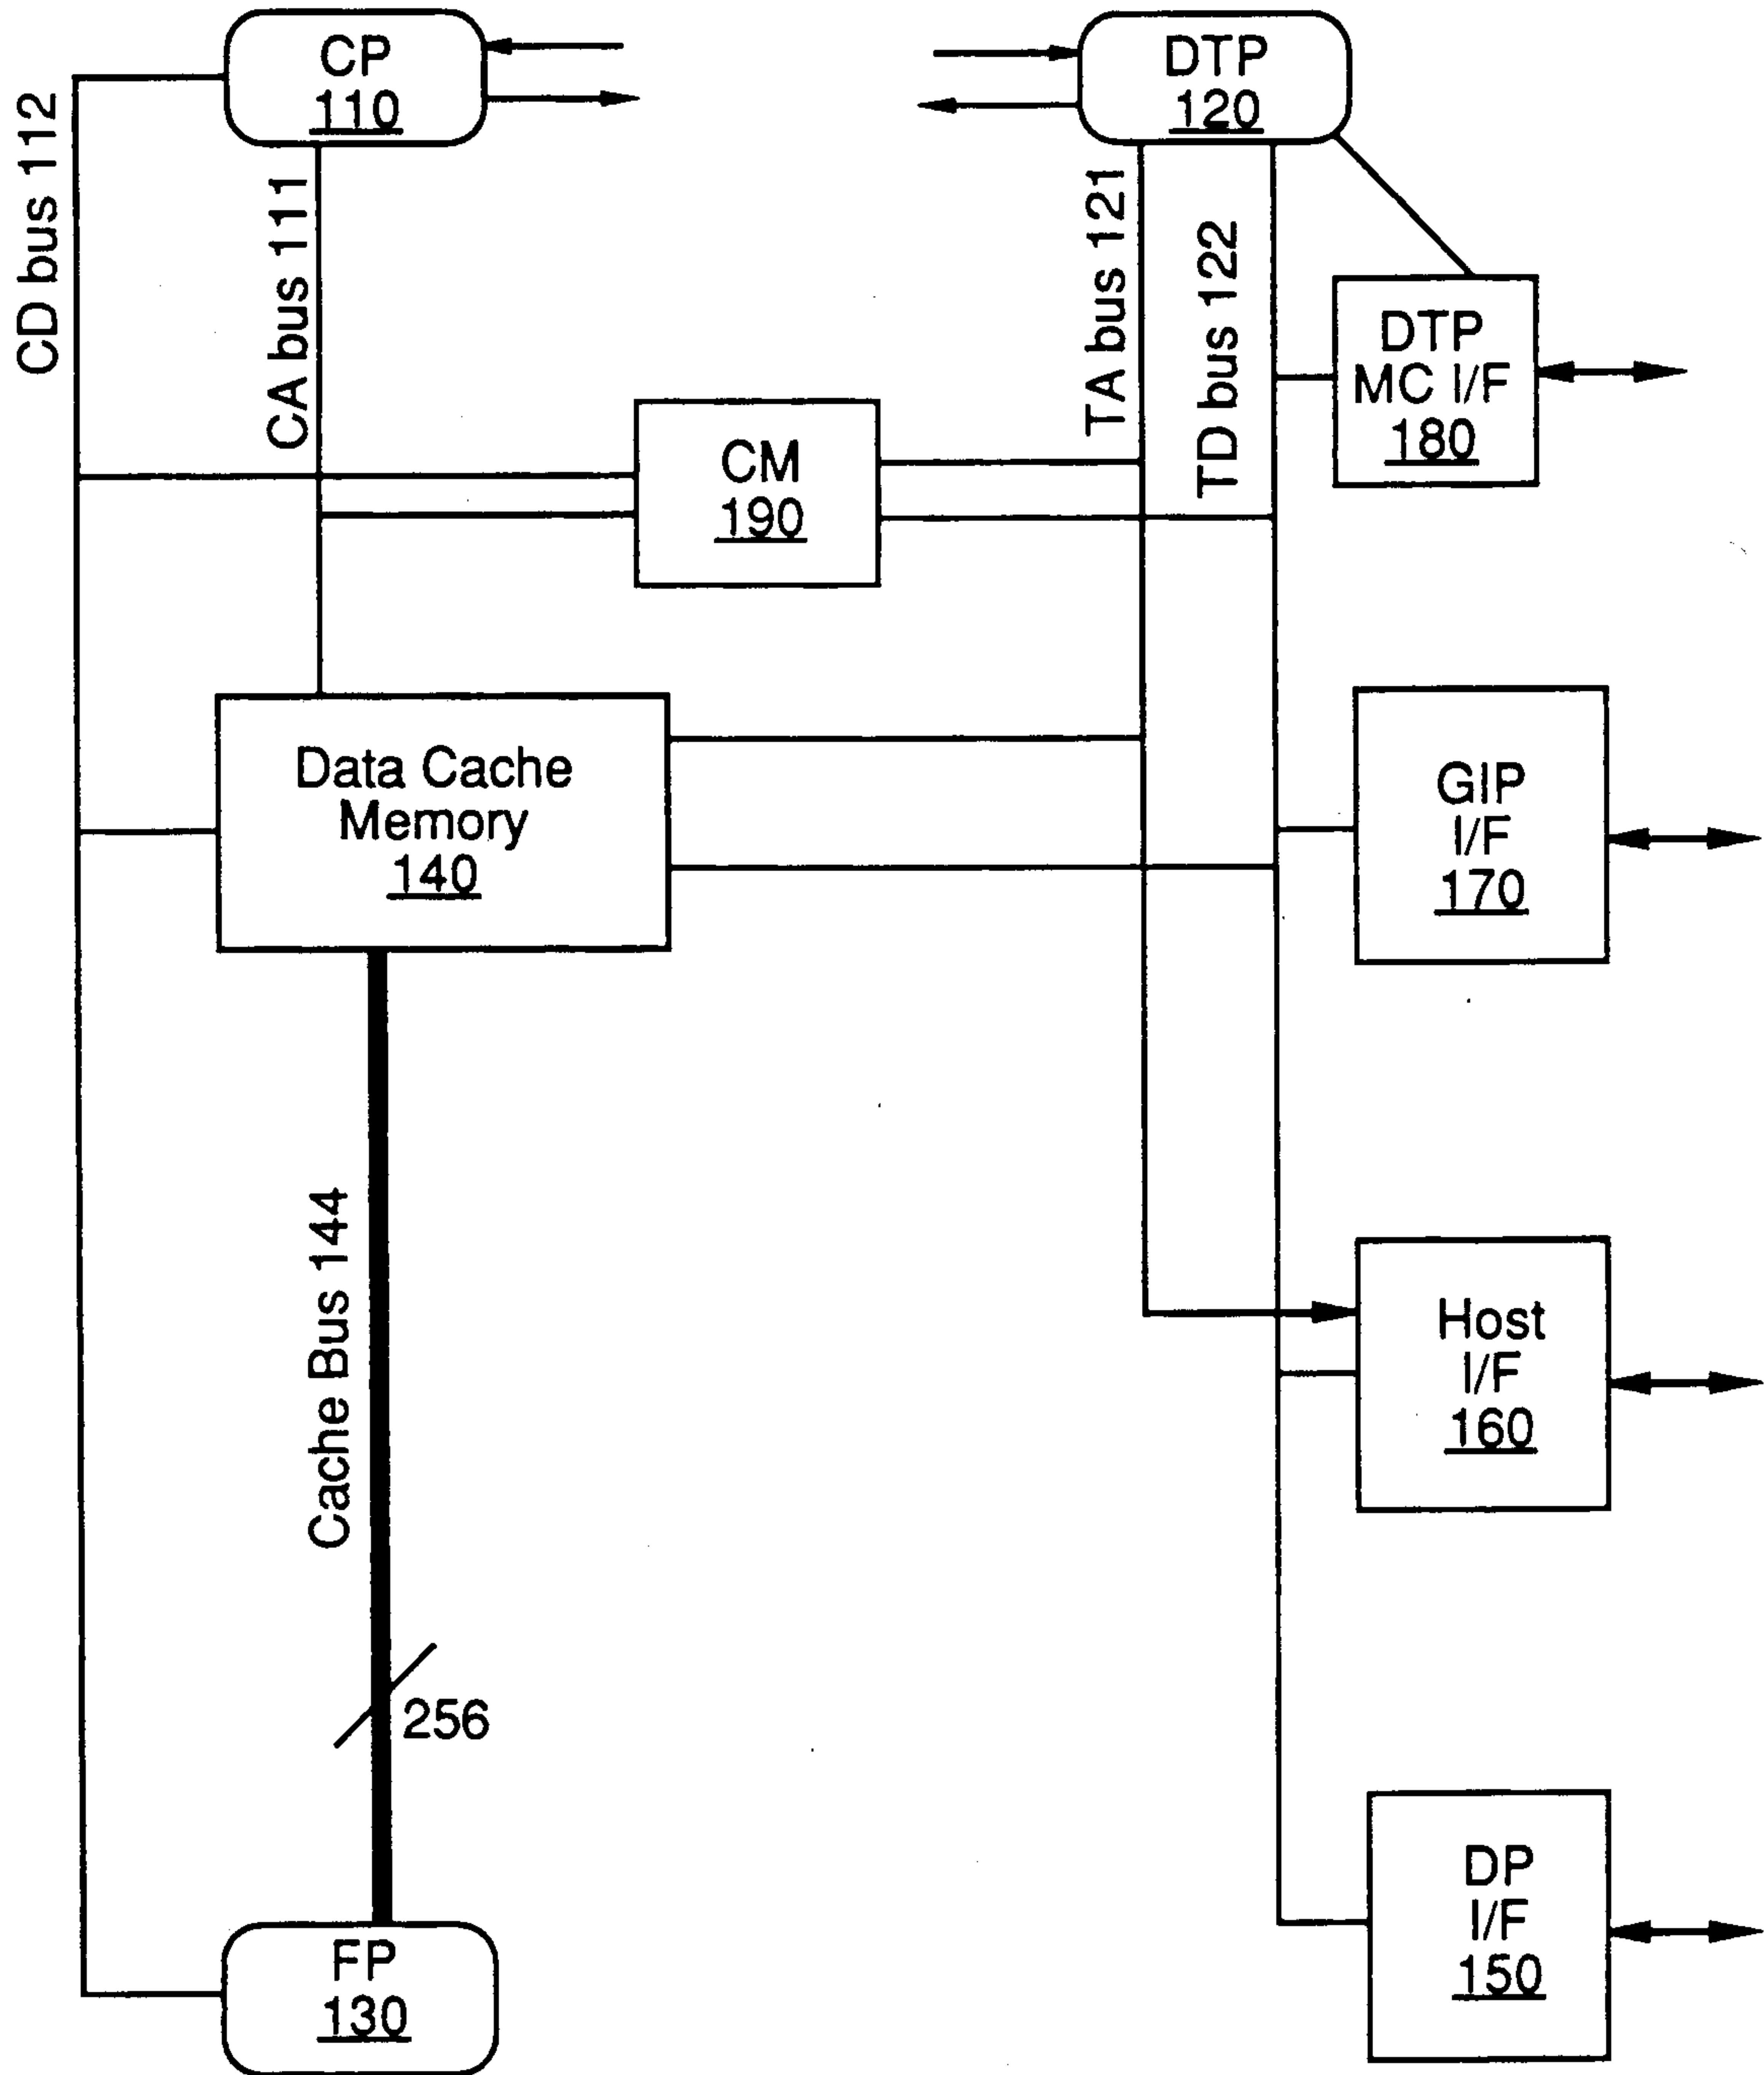 CP
110
DTP
120
CD bus 112
CA bus 111
TA bus 121
TD bus 122
DTP
MC I/F
180
CM
190
Data Cache
Memory
140
GIP
I/F
170
Cache Bus 144
Host
I/F
160
256
DP
I/F
150
FP
130